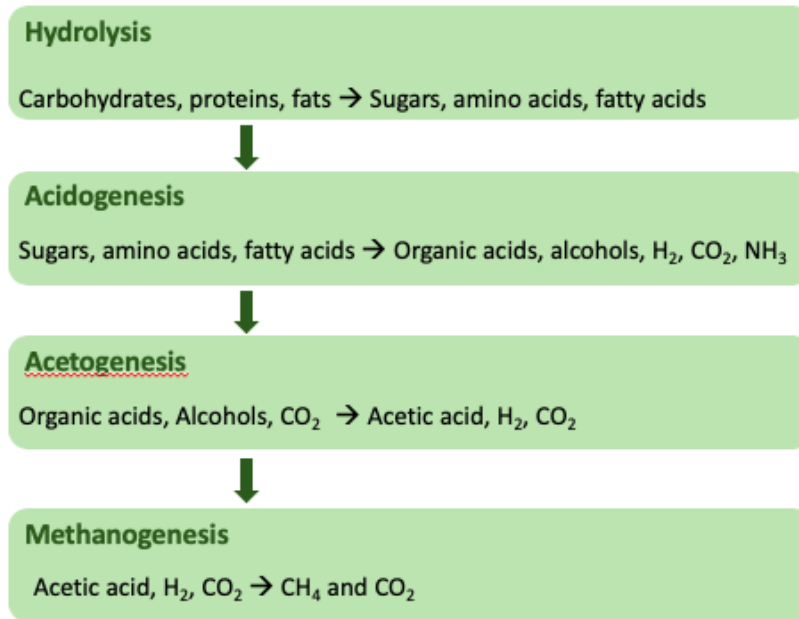 Hydrolysis
Carbohydrates, proteins, fats → Sugars, amino acids, fatty acids
Acidogenesis
Sugars, amino acids, fatty acids → Organic acids, alcohols, H₂, CO₂, NH₃
Acetogenesis
Organic acids, Alcohols, CO₂ → Acetic acid, H₂, CO₂
Methanogenesis
Acetic acid, H₂, CO₂ → CH₄ and CO₂